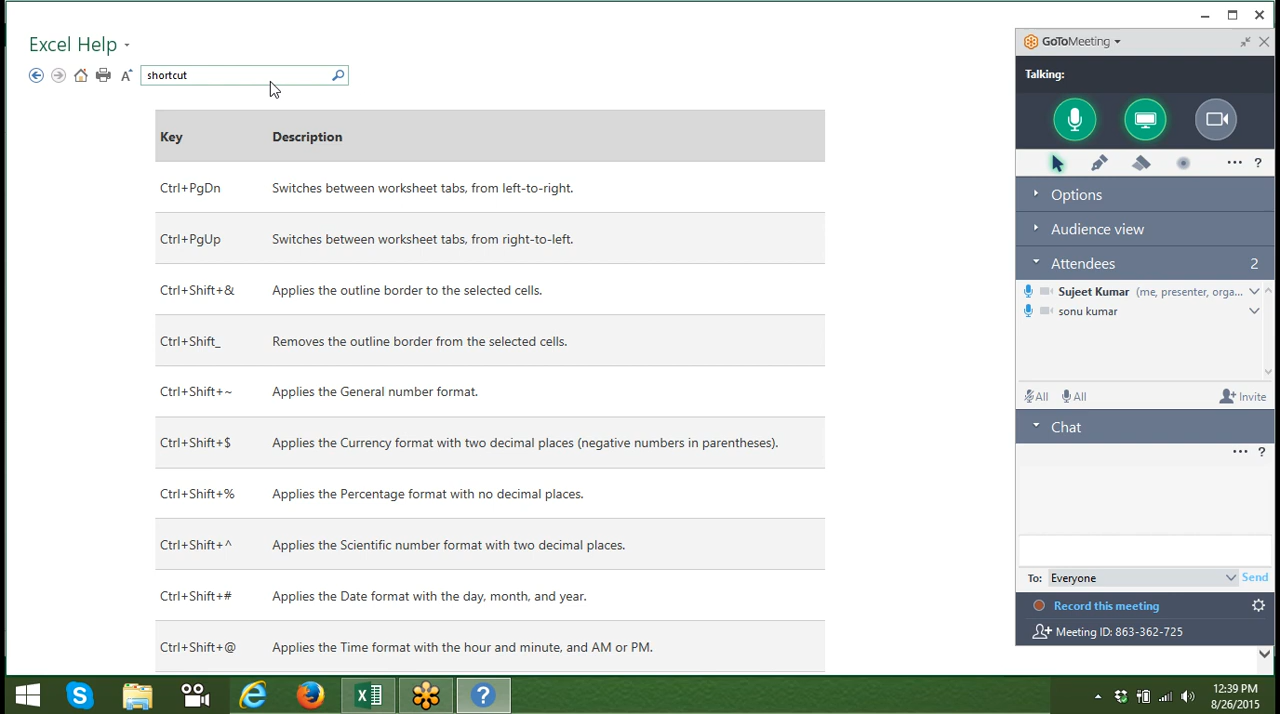 Excel Help
shortcut
Key Description
Ctrl+PgDn Switches between worksheet tabs, from left-to-right.
Ctrl+PgUp Switches between worksheet tabs, from right-to-left.
Ctrl+Shift+& Applies the outline border to the selected cells.
Ctrl+Shift_ Removes the outline border from the selected cells.
Ctrl+Shift+~ Applies the General number format.
Ctrl+Shift+$ Applies the Currency format with two decimal places (negative numbers in parentheses).
Ctrl+Shift+% Applies the Percentage format with no decimal places.
Ctrl+Shift+^ Applies the Scientific number format with two decimal places.
Ctrl+Shift+# Applies the Date format with the day, month, and year.
Ctrl+Shift+@ Applies the Time format with the hour and minute, and AM or PM.
GoToMeeting
Talking:
Options
Audience view
Attendees 2
Sujeet Kumar (me, presenter, orga...
sonu kumar
All All Invite
Chat
To: Everyone Send
Record this meeting
Meeting ID: 863-362-725
12:39 PM
8/26/2015